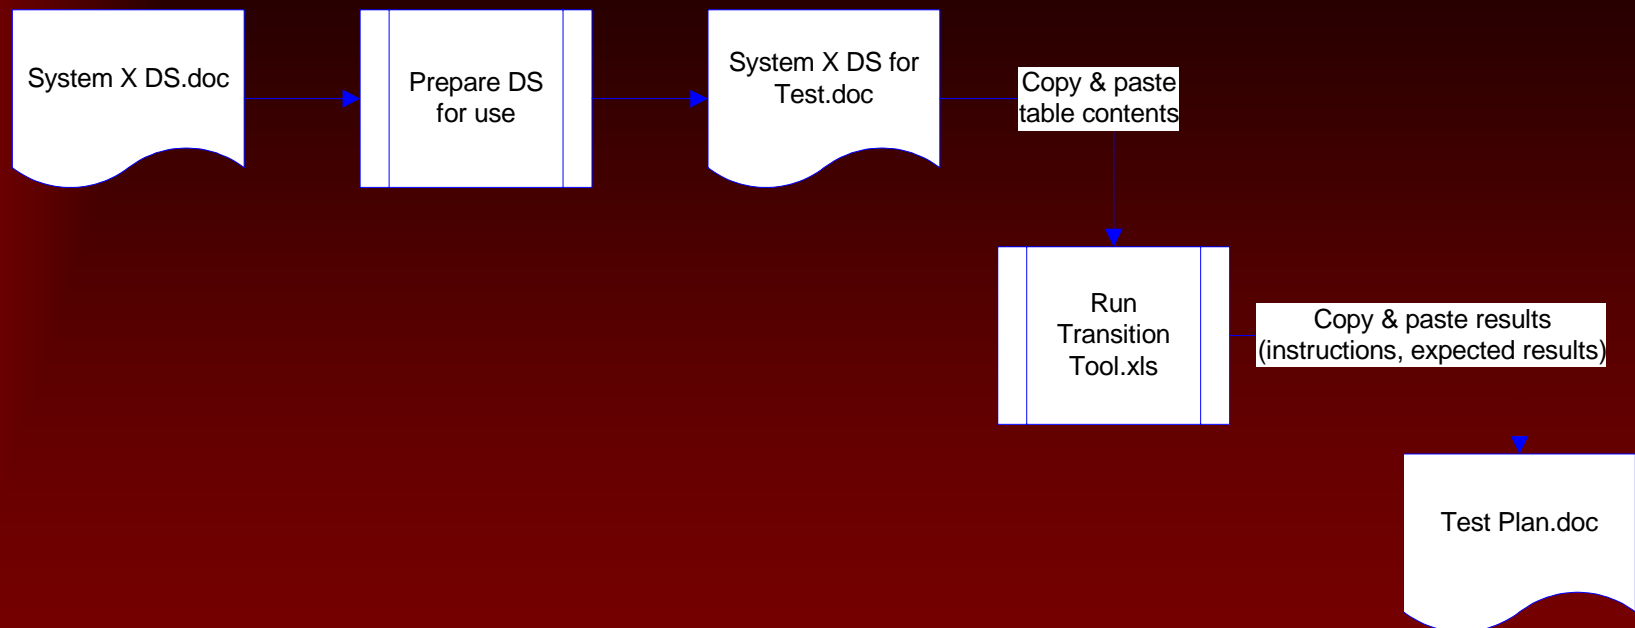 System X DS.doc
Prepare DS
for use
System X DS for
Test.doc
Copy & paste
table contents
Run
Transition
Tool.xls
Copy & paste results
(instructions, expected results)
Test Plan.doc